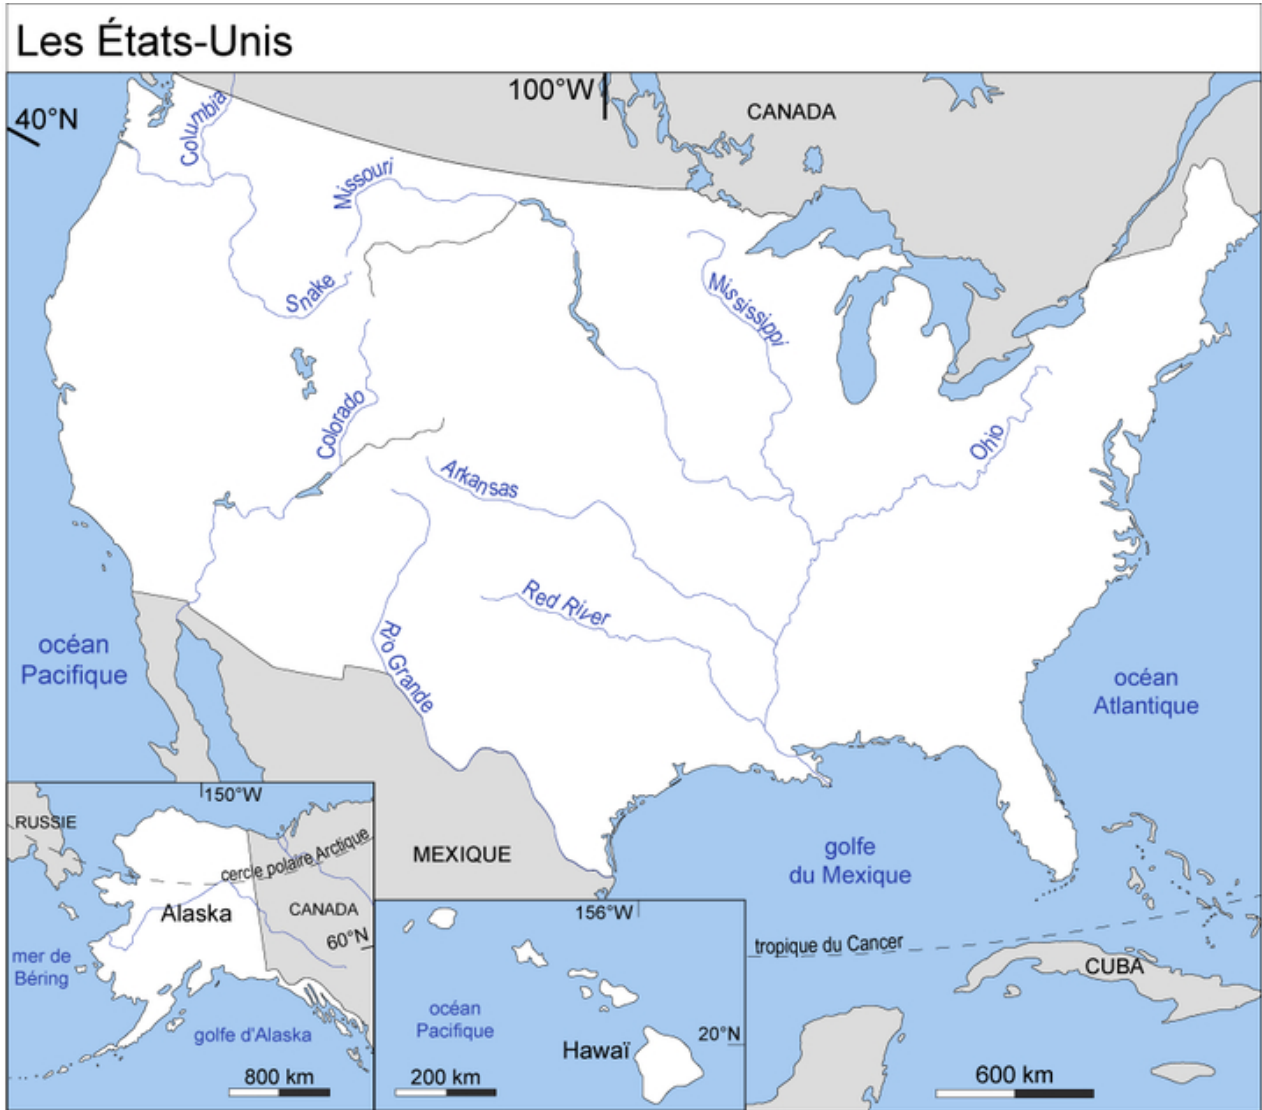 Les États-Unis
40°N
100°W
CANADA
Columbia
Missouri
Snake
Mississippi
Colorado
Ohio
Arkansas
Red River
Rio Grande
océan
Pacifique
océan
Atlantique
golfe
du Mexique
MEXIQUE
tropique du Cancer
CUBA
600 km
150°W
RUSSIE
cercle polaire Arctique
Alaska
CANADA
60°N
mer de
Béring
golfe d'Alaska
800 km
156°W
océan
Pacifique
20°N
Hawaï
200 km